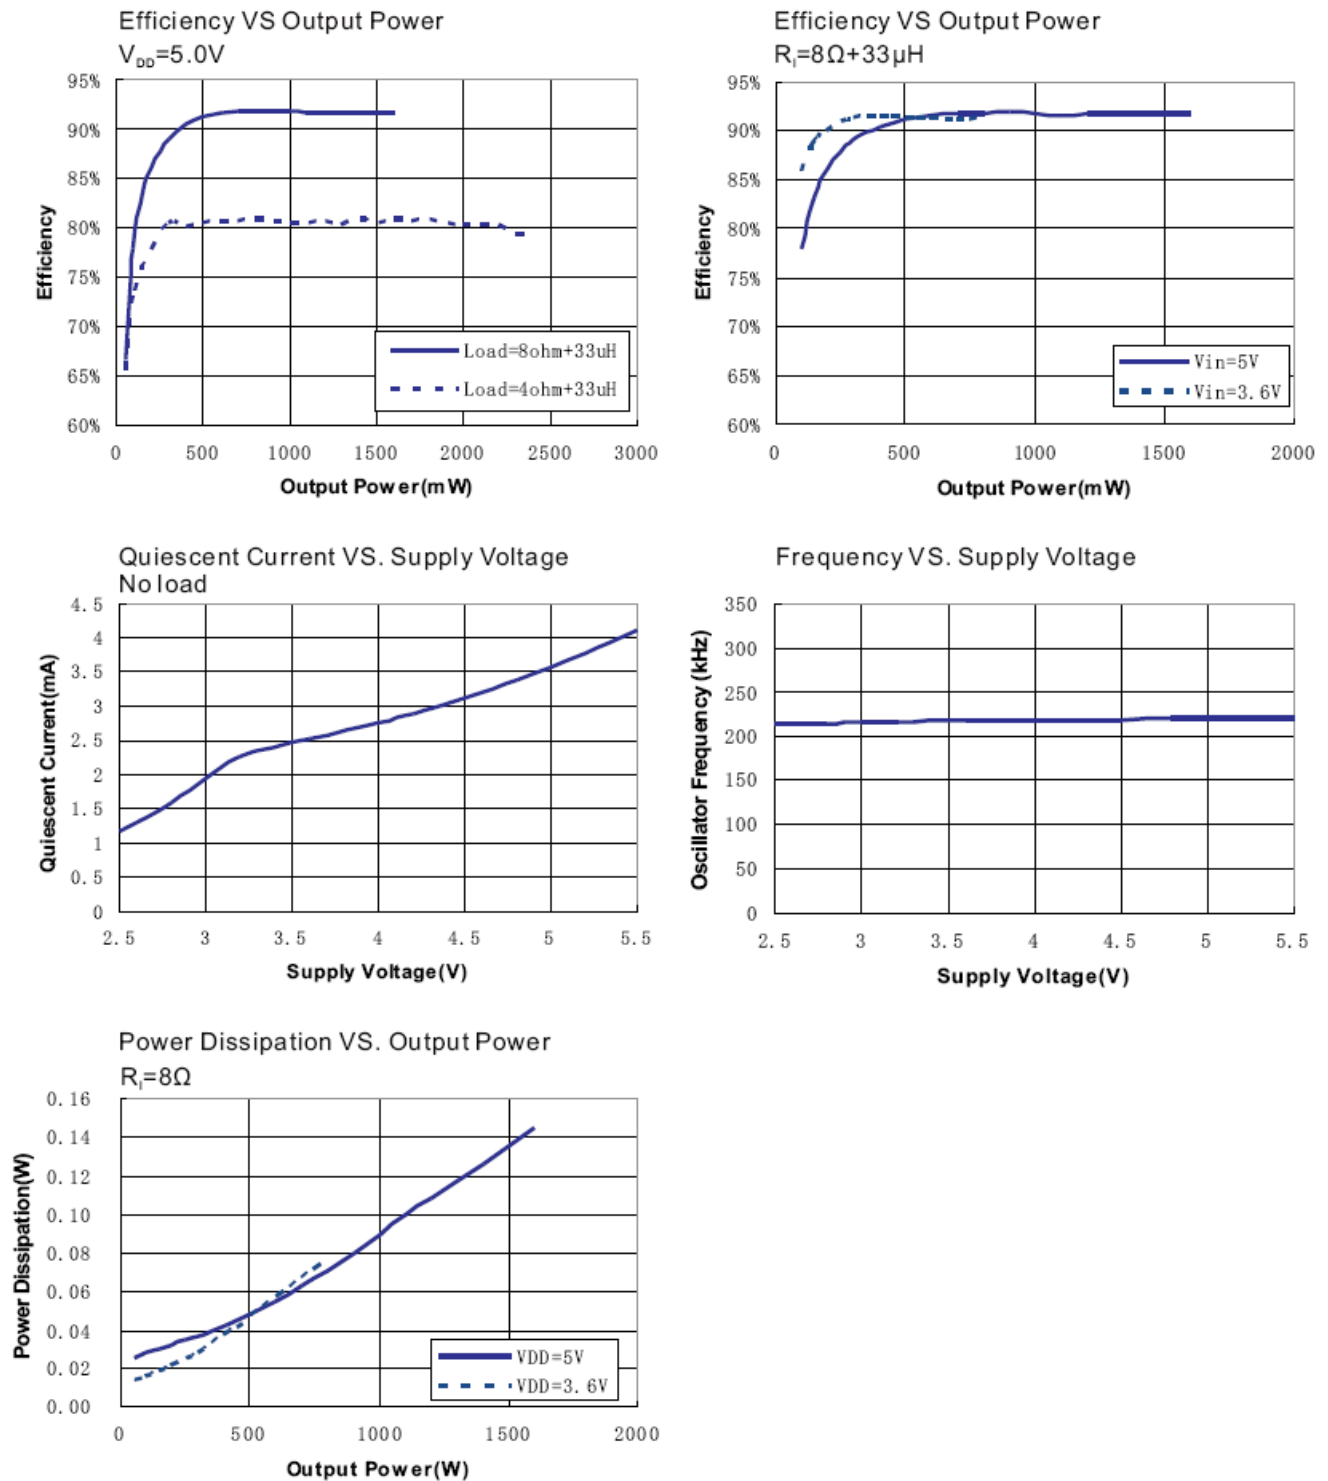 Efficiency VS Output Power
V_DD=5.0V
95%
90%
85%
80%
75%
70%
65%
60%
Efficiency
Load=8ohm+33uH
Load=4ohm+33uH
0 500 1000 1500 2000 2500 3000
Output Power(mW)
Efficiency VS Output Power
R_l=8Ω+33µH
95%
90%
85%
80%
75%
70%
65%
60%
Efficiency
Vin=5V
Vin=3.6V
0 500 1000 1500 2000
Output Power(mW)
Quiescent Current VS. Supply Voltage
No load
4.5
4
3.5
3
2.5
2
1.5
1
0.5
0
Quiescent Current(mA)
2.5 3 3.5 4 4.5 5 5.5
Supply Voltage(V)
Frequency VS. Supply Voltage
350
300
250
200
150
100
50
0
Oscillator Frequency (kHz)
2.5 3 3.5 4 4.5 5 5.5
Supply Voltage(V)
Power Dissipation VS. Output Power
R_l=8Ω
0.16
0.14
0.12
0.10
0.08
0.06
0.04
0.02
0.00
Power Dissipation(W)
VDD=5V
VDD=3.6V
0 500 1000 1500 2000
Output Power(W)